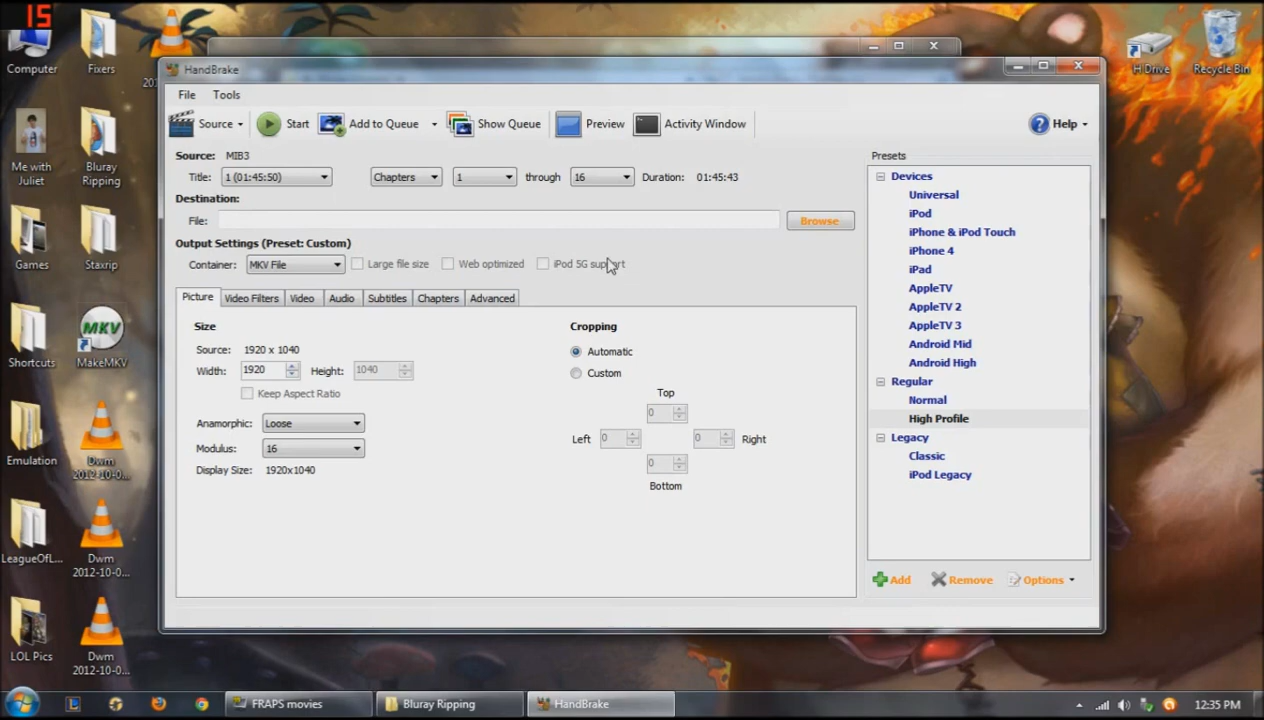 15
Computer
Fixers
201
H Drive
Recycle Bin
Me with
Juliet
Bluray
Ripping
Games
Staxrip
Shortcuts
MKV
MakeMKV
Emulation
Dwm
2012-10-0...
LeagueOfL...
Dwm
2012-10-0...
LOL Pics
Dwm
2012-10-0...
HandBrake
File Tools
Source Start Add to Queue Show Queue Preview Activity Window Help
Source: MIB3
Title: 1 (01:45:50) Chapters 1 through 16 Duration: 01:45:43
Destination:
File: Browse
Output Settings (Preset: Custom)
Container: MKV File Large file size Web optimized iPod 5G support
Picture Video Filters Video Audio Subtitles Chapters Advanced
Size
Source: 1920 x 1040
Width: 1920 Height: 1040
Keep Aspect Ratio
Anamorphic: Loose
Modulus: 16
Display Size: 1920x1040
Cropping
Automatic
Custom
Top
0
Left 0 0 Right
0
Bottom
Presets
Devices
Universal
iPod
iPhone & iPod Touch
iPhone 4
iPad
AppleTV
AppleTV 2
AppleTV 3
Android Mid
Android High
Regular
Normal
High Profile
Legacy
Classic
iPod Legacy
Add Remove Options
FRAPS movies Bluray Ripping HandBrake 12:35 PM